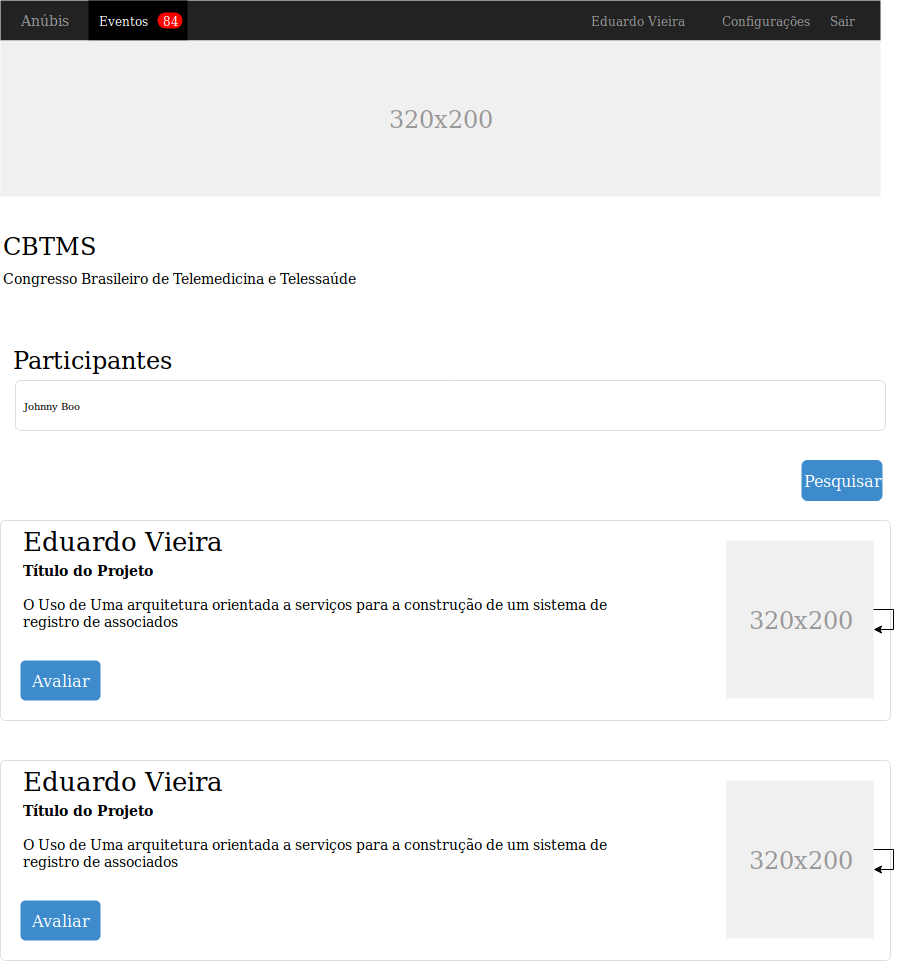 Anúbis Eventos 84 Eduardo Vieira Configurações Sair
320x200
CBTMS
Congresso Brasileiro de Telemedicina e Telessaúde
Participantes
Johnny Boo
Pesquisar
Eduardo Vieira
Título do Projeto
O Uso de Uma arquitetura orientada a serviços para a construção de um sistema de
registro de associados
320x200
Avaliar
Eduardo Vieira
Título do Projeto
O Uso de Uma arquitetura orientada a serviços para a construção de um sistema de
registro de associados
320x200
Avaliar